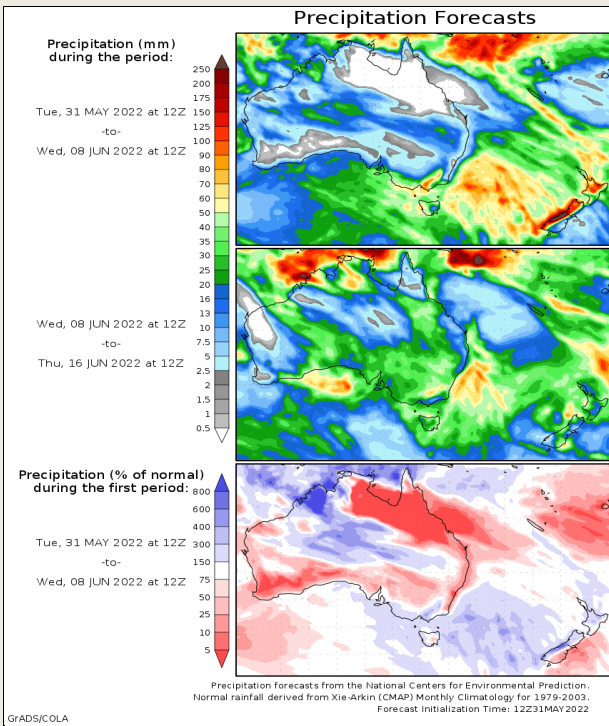 Precipitation Forecasts
Precipitation (mm)
during the period:
Tue, 31 MAY 2022 at 12Z
-to-
Wed, 08 JUN 2022 at 12Z
250
200
175
150
125
100
90
80
70
60
50
40
35
30
25
20
16
13
10
7.5
5
2.5
2
1.5
1
0.5
Wed, 08 JUN 2022 at 12Z
-to-
Thu, 16 JUN 2022 at 12Z
Precipitation (% of normal)
during the first period:
Tue, 31 MAY 2022 at 12Z
-to-
Wed, 08 JUN 2022 at 12Z
800
600
400
300
150
75
50
25
10
5
Precipitation forecasts from the National Centers for Environmental Prediction.
Normal rainfall derived from Xie-Arkin (CMAP) Monthly Climatology for 1979-2003.
Forecast Initialization Time: 12Z31MAY2022
GrADS/COLA